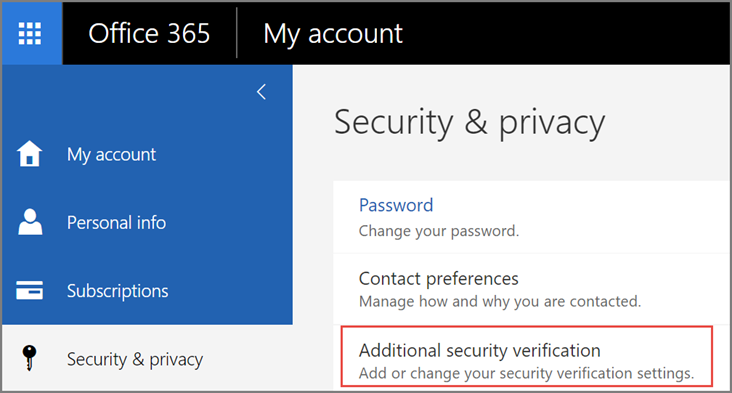 Office 365
My account
My account
Personal info
Subscriptions
Security & privacy
Security & privacy
Password
Change your password.
Contact preferences
Manage how and why you are contacted.
Additional security verification
Add or change your security verification settings.